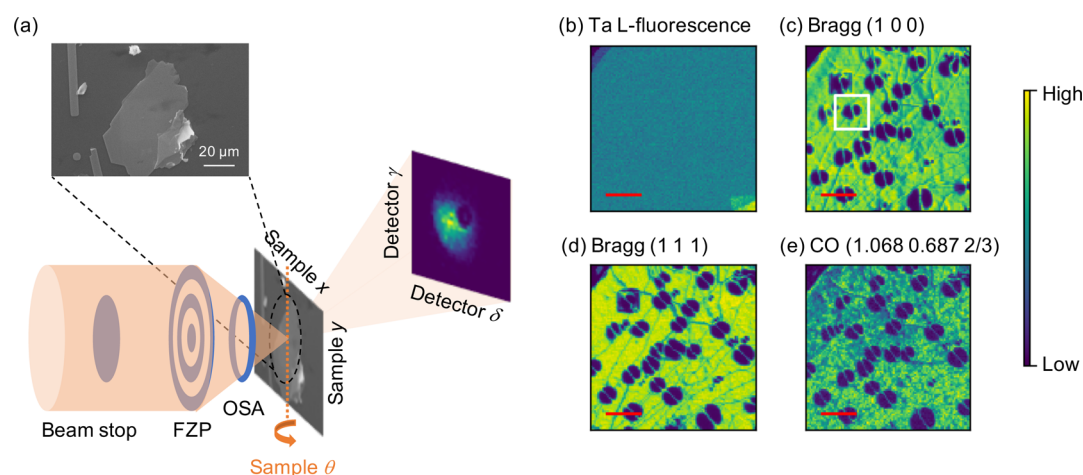 (a)
20 µm
Detector γ
Detector δ
Sample x
Sample y
Beam stop
FZP
OSA
Sample θ
(b) Ta L-fluorescence
(c) Bragg (1 0 0)
(d) Bragg (1 1 1)
(e) CO (1.068 0.687 2/3)
High
Low